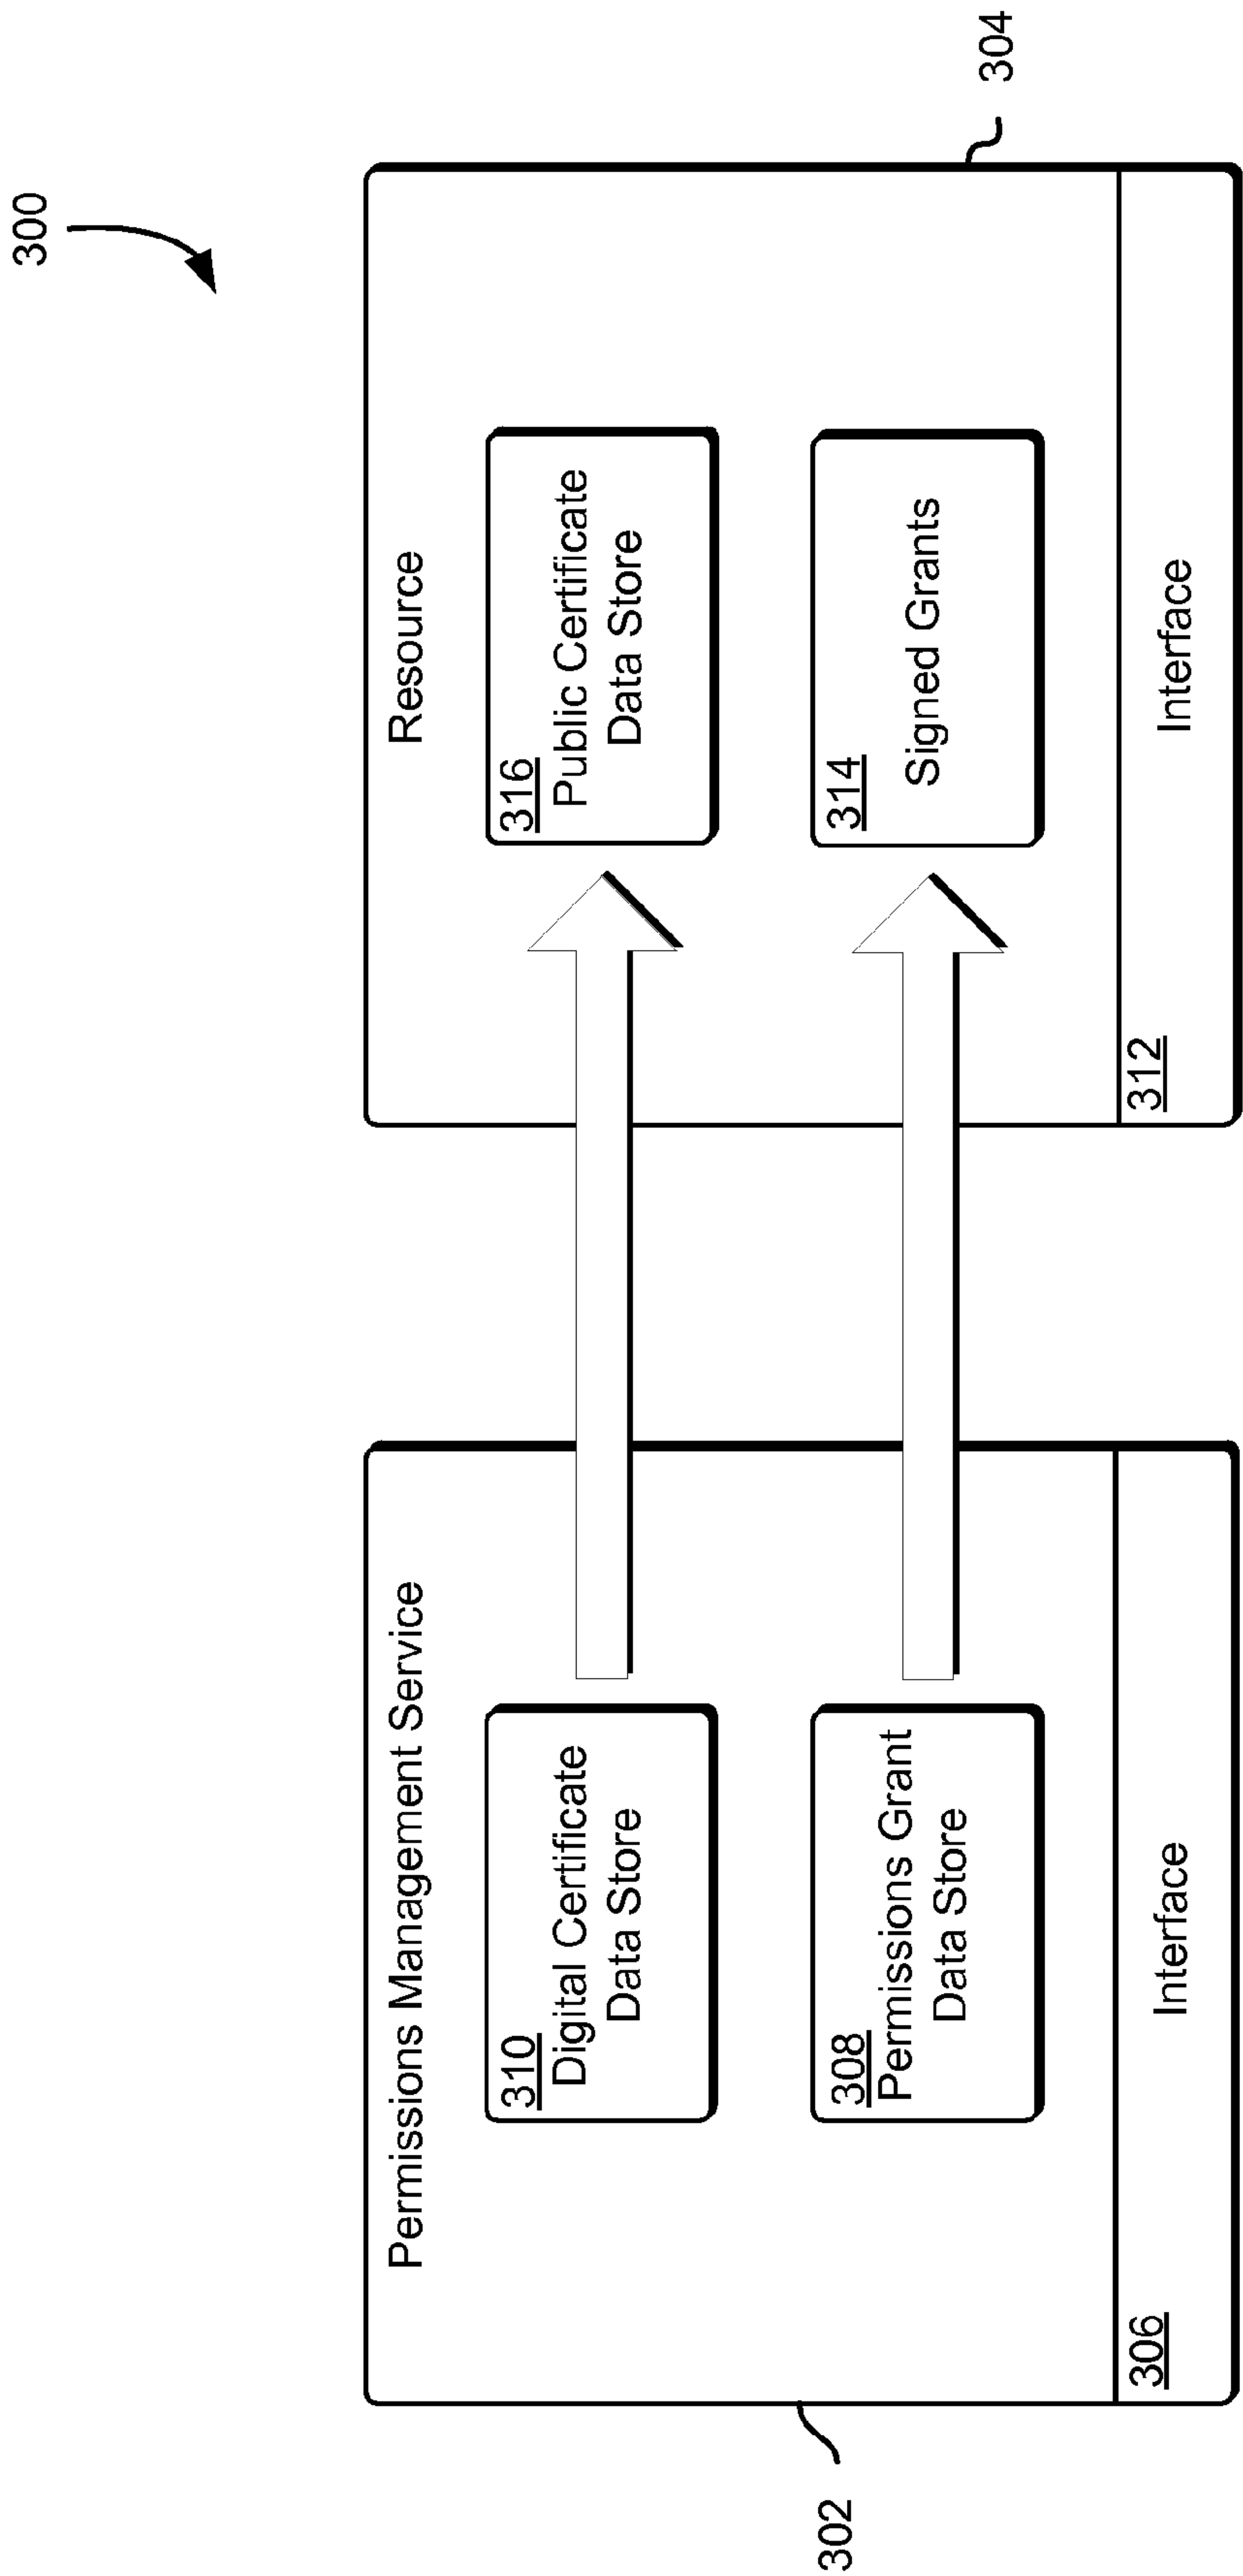 300
Permissions Management Service
310
Digital Certificate
Data Store
308
Permissions Grant
Data Store
306
Interface
302
Resource
316
Public Certificate
Data Store
314
Signed Grants
312
Interface
304